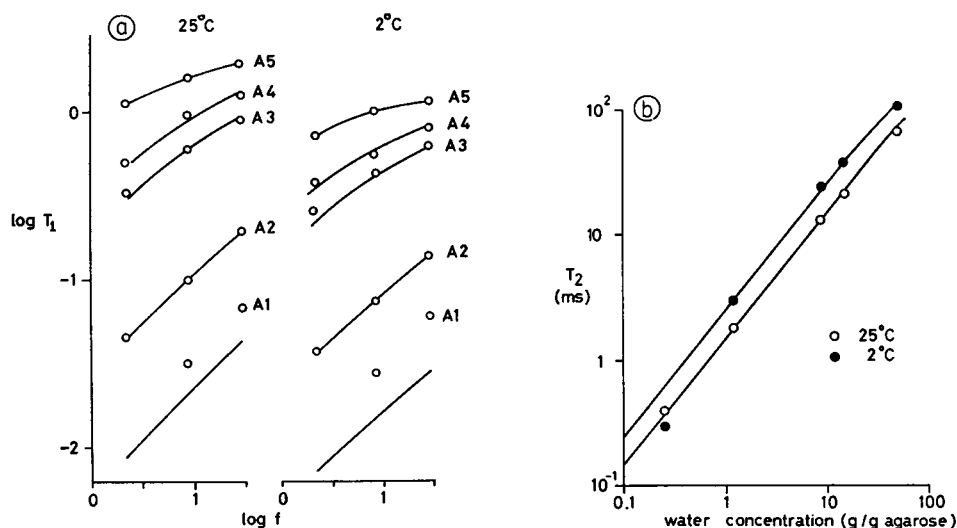 a
25°C
2°C
A5
A4
A3
A2
A1
A5
A4
A3
A2
A1
log T₁
0
-1
-2
0
1
0
1
log f
b
10²
10
1
10⁻¹
T₂
(ms)
25°C
2°C
0.1
1
10
100
water concentration (g/g agarose)